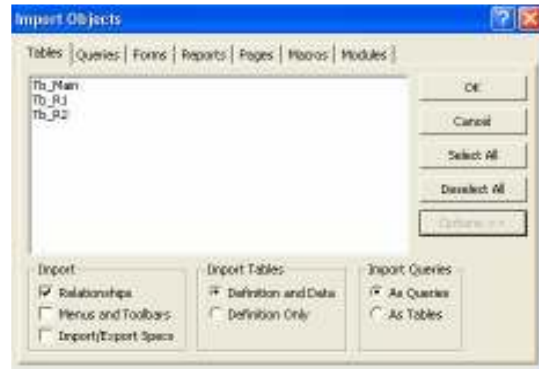 Import Objects
Tables Queries Forms Reports Pages Macros Modules
Tb_Main
Tb_R1
Tb_R2
OK
Cancel
Select All
Deselect All
Options >>
Import
Relationships
Menus and Toolbars
Import/Export Specs
Import Tables
Definition and Data
Definition Only
Import Queries
As Queries
As Tables